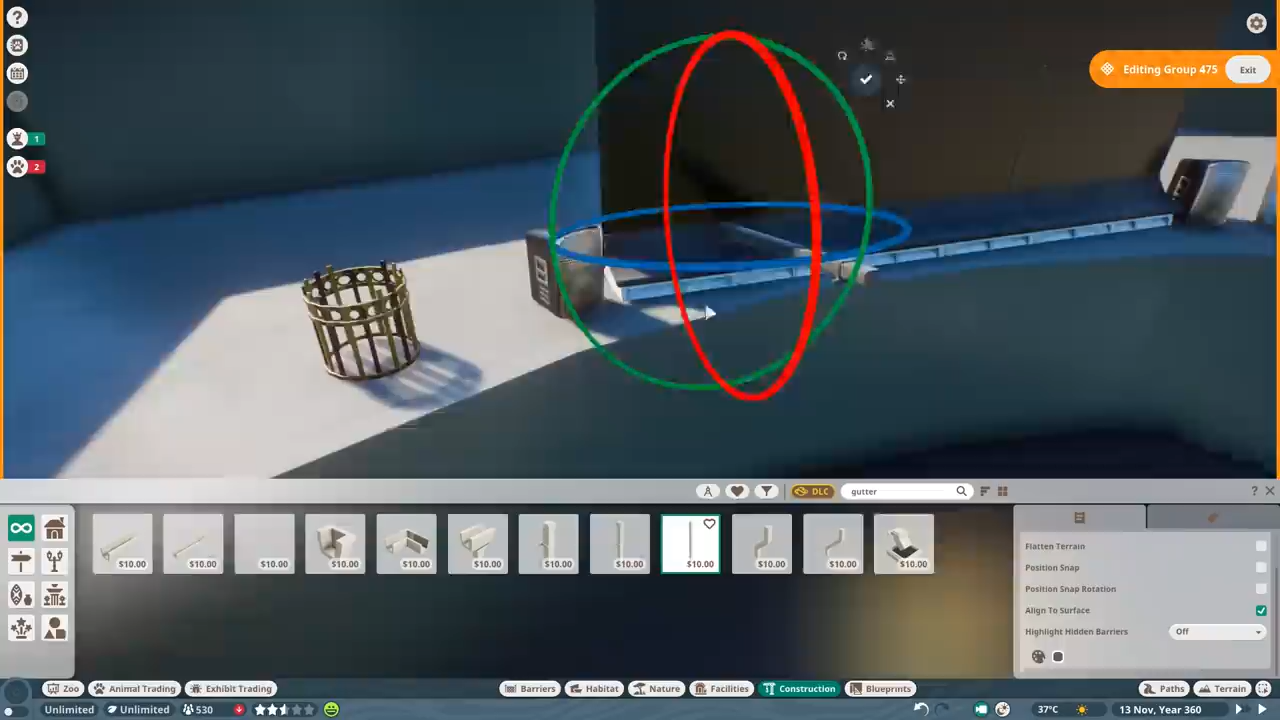 ?
Editing Group 475
Exit
1
2
DLC
gutter
?
$10.00
$10.00
$10.00
$10.00
$10.00
$10.00
$10.00
$10.00
$10.00
$10.00
$10.00
$10.00
Flatten Terrain
Position Snap
Position Snap Rotation
Align To Surface
Highlight Hidden Barriers
Off
Zoo
Animal Trading
Exhibit Trading
Barriers
Habitat
Nature
Facilities
Construction
Blueprints
Paths
Terrain
Unlimited
Unlimited
530
37°C
13 Nov, Year 360